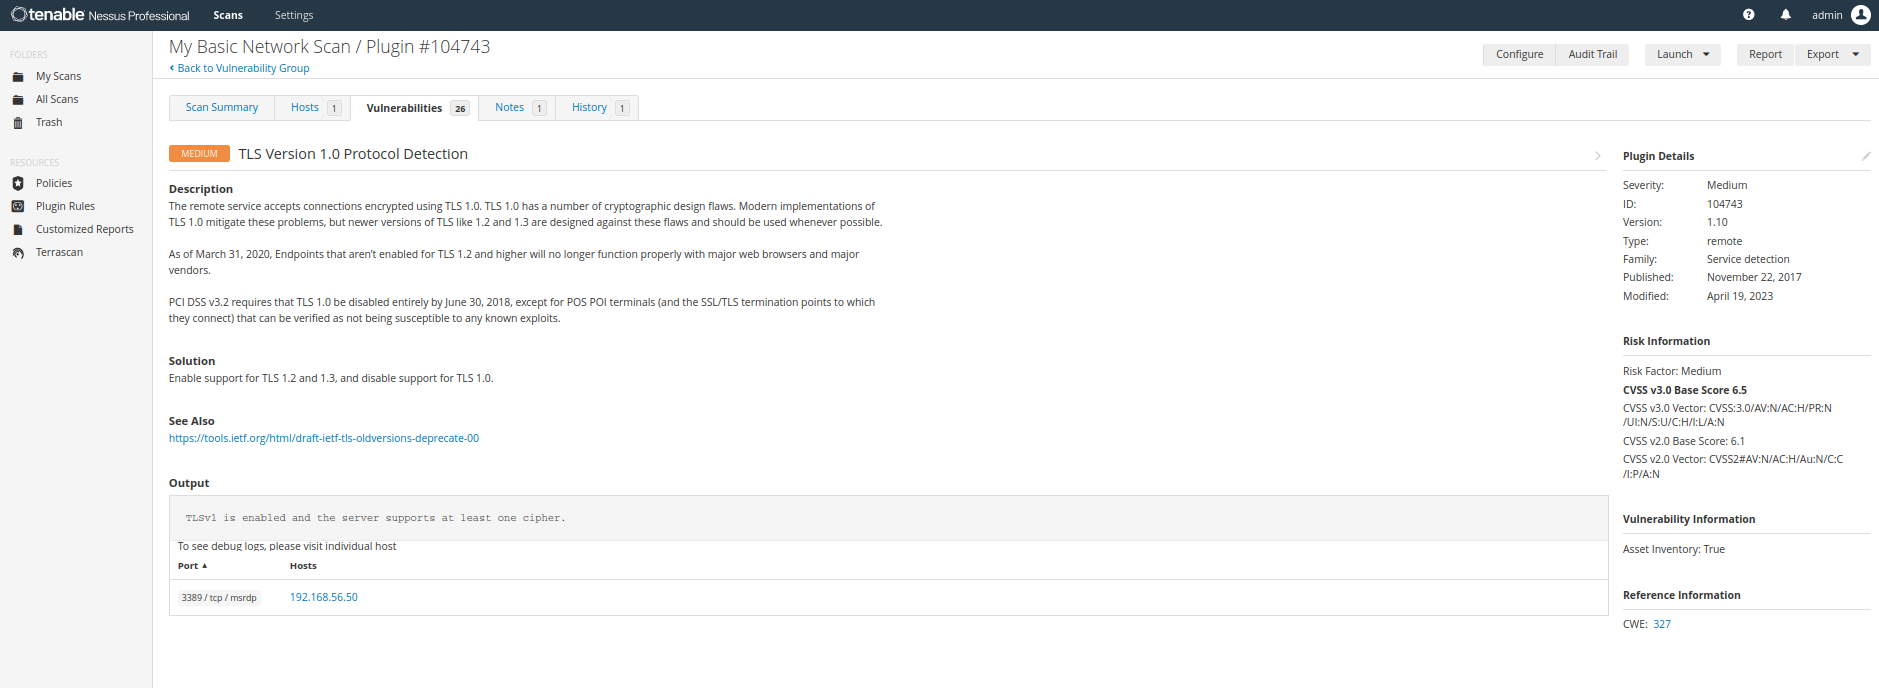 tenable Nessus Professional
Scans
Settings
admin
FOLDERS
My Scans
All Scans
Trash
RESOURCES
Policies
Plugin Rules
Customized Reports
Terrascan
My Basic Network Scan / Plugin #104743
Back to Vulnerability Group
Configure
Audit Trail
Launch
Report
Export
Scan Summary
Hosts 1
Vulnerabilities 26
Notes 1
History 1
MEDIUM TLS Version 1.0 Protocol Detection
Description
The remote service accepts connections encrypted using TLS 1.0. TLS 1.0 has a number of cryptographic design flaws. Modern implementations of
TLS 1.0 mitigate these problems, but newer versions of TLS like 1.2 and 1.3 are designed against these flaws and should be used whenever possible.
As of March 31, 2020, Endpoints that aren't enabled for TLS 1.2 and higher will no longer function properly with major web browsers and major
vendors.
PCI DSS v3.2 requires that TLS 1.0 be disabled entirely by June 30, 2018, except for POS POI terminals (and the SSL/TLS termination points to which
they connect) that can be verified as not being susceptible to any known exploits.
Solution
Enable support for TLS 1.2 and 1.3, and disable support for TLS 1.0.
See Also
https://tools.ietf.org/html/draft-ietf-tls-oldversions-deprecate-00
Output
TLSv1 is enabled and the server supports at least one cipher.
To see debug logs, please visit individual host
Port Hosts
3389 / tcp / msrdp 192.168.56.50
Plugin Details
Severity: Medium
ID: 104743
Version: 1.10
Type: remote
Family: Service detection
Published: November 22, 2017
Modified: April 19, 2023
Risk Information
Risk Factor: Medium
CVSS v3.0 Base Score 6.5
CVSS v3.0 Vector: CVSS:3.0/AV:N/AC:H/PR:N
/UI:N/S:U/C:H/I:L/A:N
CVSS v2.0 Base Score: 6.1
CVSS v2.0 Vector: CVSS2#AV:N/AC:H/Au:N/C:C
/I:P/A:N
Vulnerability Information
Asset Inventory: True
Reference Information
CWE: 327